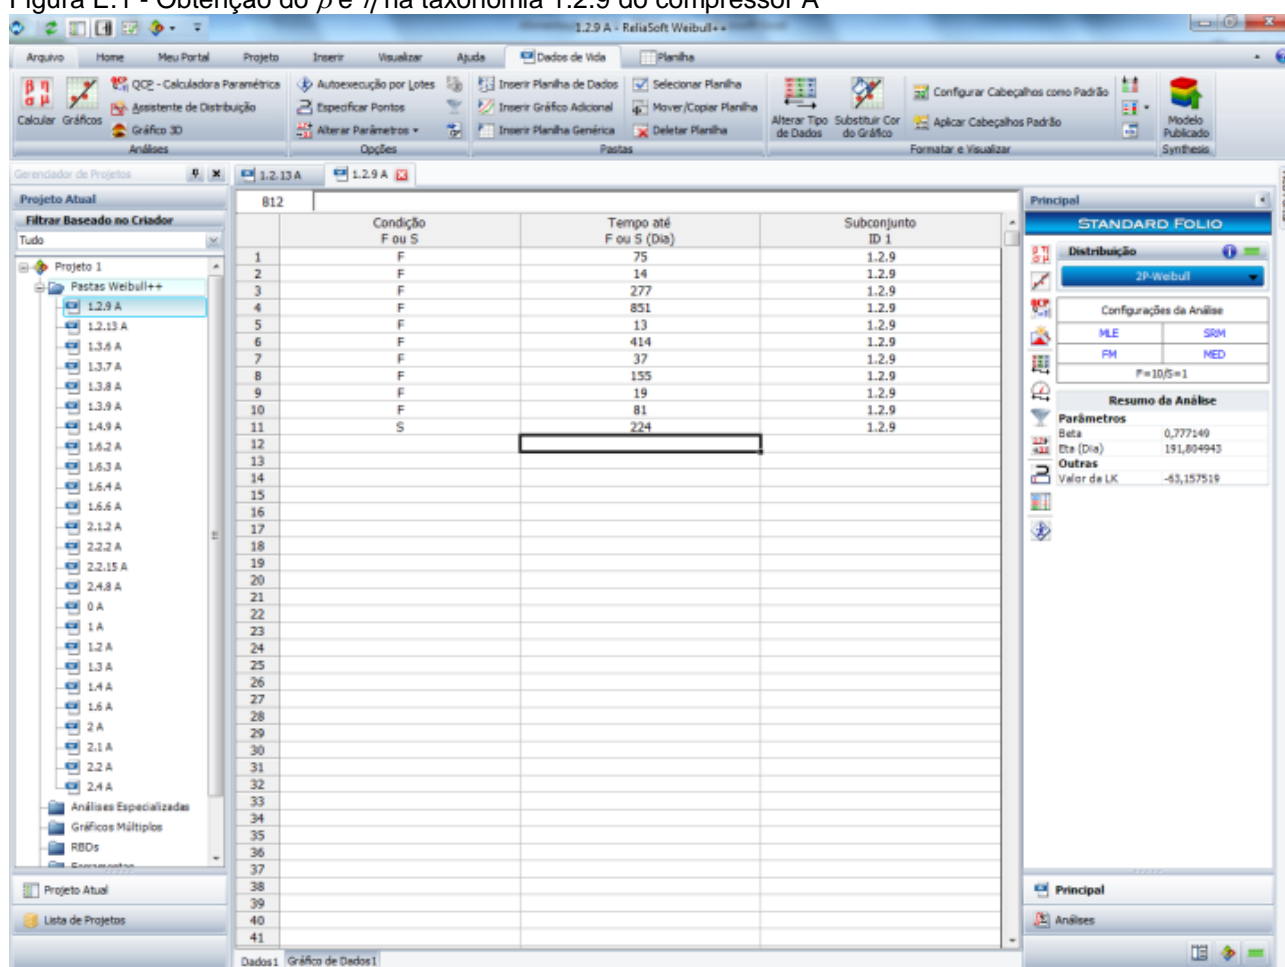 Figura E.1 - Obtenção do β e η na taxonomia 1.2.9 do compressor A
1.2.9 A - ReliaSoft Weibull++
Arquivo Home Meu Portal Projeto Inserir Visualizar Ajuda Dados de Vida Planilha
β η
σ μ
Calcular Gráficos
QCP - Calculadora Paramétrica
Assistente de Distribuição
Gráfico 3D
Análises
Autoexecução por Lotes
Especificar Pontos
Alterar Parâmetros
Opções
Inserir Planilha de Dados
Inserir Gráfico Adicional
Inserir Planilha Genérica
Selecionar Planilha
Mover/Copiar Planilha
Deletar Planilha
Pastas
Alterar Tipo de Dados
Substituir Cor do Gráfico
Configurar Cabeçalhos como Padrão
Aplicar Cabeçalhos Padrão
Formatar e Visualizar
Modelo Publicado
Synthesis
Gerenciador de Projetos
Projeto Atual
Filtrar Baseado no Criador
Tudo
Projeto 1
Pastas Weibull++
1.2.9 A
1.2.13 A
1.3.6 A
1.3.7 A
1.3.8 A
1.3.9 A
1.4.9 A
1.6.2 A
1.6.3 A
1.6.4 A
1.6.6 A
2.1.2 A
2.2.2 A
2.2.15 A
2.4.8 A
0 A
1 A
1.2 A
1.3 A
1.4 A
1.6 A
2 A
2.1 A
2.2 A
2.4 A
Análises Especializadas
Gráficos Múltiplos
RBDs
Projeto Atual
Lista de Projetos
1.2.13 A 1.2.9 A
B12
Condição Tempo até Subconjunto
F ou S F ou S (Dia) ID 1
1 F 75 1.2.9
2 F 14 1.2.9
3 F 277 1.2.9
4 F 851 1.2.9
5 F 13 1.2.9
6 F 414 1.2.9
7 F 37 1.2.9
8 F 155 1.2.9
9 F 19 1.2.9
10 F 81 1.2.9
11 S 224 1.2.9
12
13
14
15
16
17
18
19
20
21
22
23
24
25
26
27
28
29
30
31
32
33
34
35
36
37
38
39
40
41
Dados1 Gráfico de Dados1
Principal
STANDARD FOLIO
Distribuição
2P-Weibull
Configurações da Análise
MLE SRM
FM MED
F=10/S=1
Resumo da Análise
Parâmetros
Beta 0,777149
Eta (Dia) 191,804943
Outras
Valor da LK -63,157519
Principal
Análises